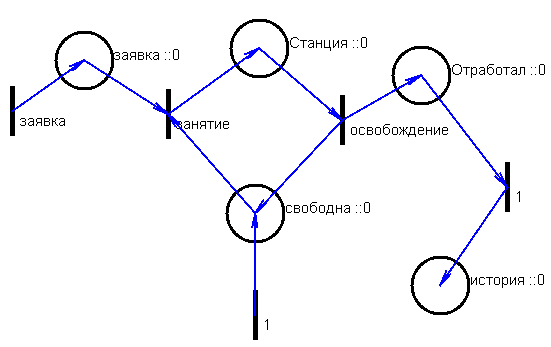 заявка ::0
Станция ::0
Отработал ::0
заявка
занятие
освобождение
1
свободна ::0
история ::0
1